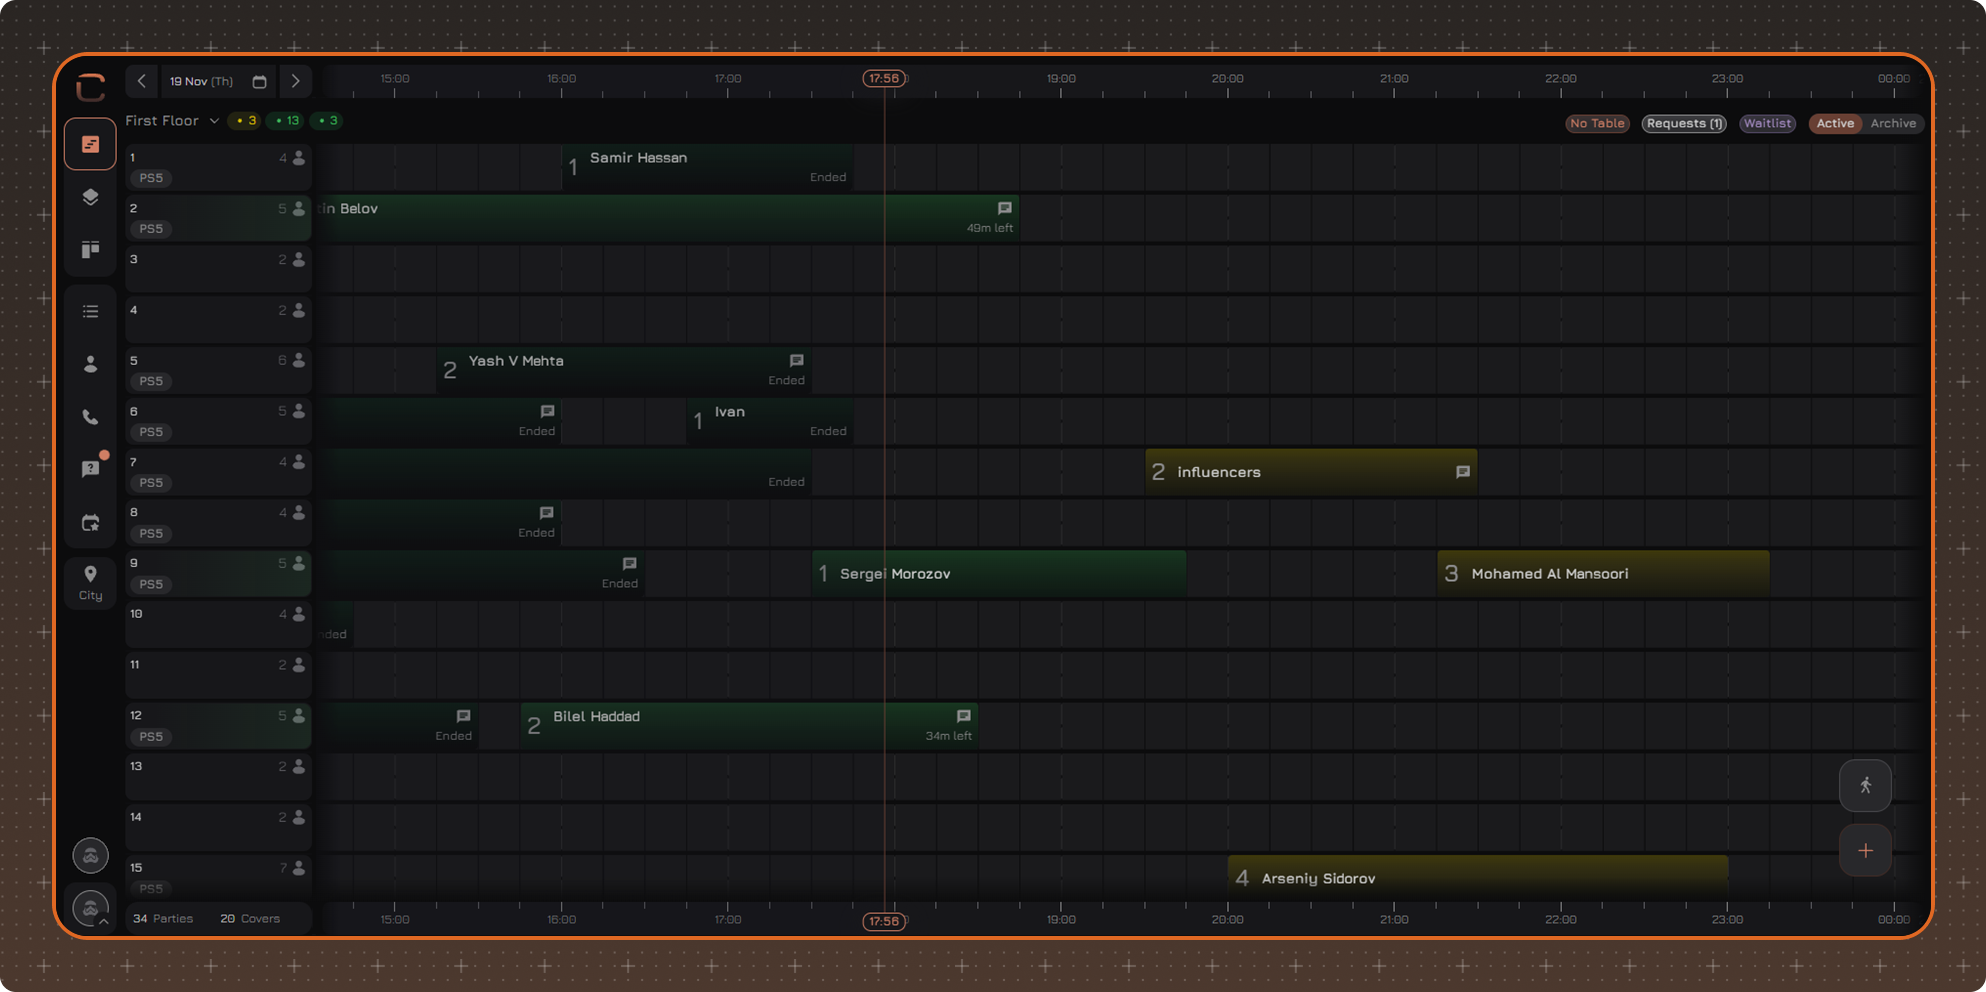 19 Nov (Th)
15:00 16:00 17:00 17:56 19:00 20:00 21:00 22:00 23:00 00:00
First Floor • 3 • 13 • 3
No Table Requests (1) Waitlist Active Archive
1 4
PS5
1 Samir Hassan
Ended
2 5
PS5
tin Belov
49m left
3 2
4 2
5 6
PS5
2 Yash V Mehta
Ended
6 5
PS5
Ended
1 Ivan
Ended
7 4
PS5
Ended
2 influencers
8 4
PS5
Ended
9 5
PS5
Ended
1 Sergei Morozov
3 Mohamed Al Mansoori
City
10 4
nded
11 2
12 5
PS5
Ended
2 Bilel Haddad
34m left
13 2
14 2
15 7
PS5
4 Arseniy Sidorov
34 Parties 20 Covers
15:00 16:00 17:00 17:56 19:00 20:00 21:00 22:00 23:00 00:00